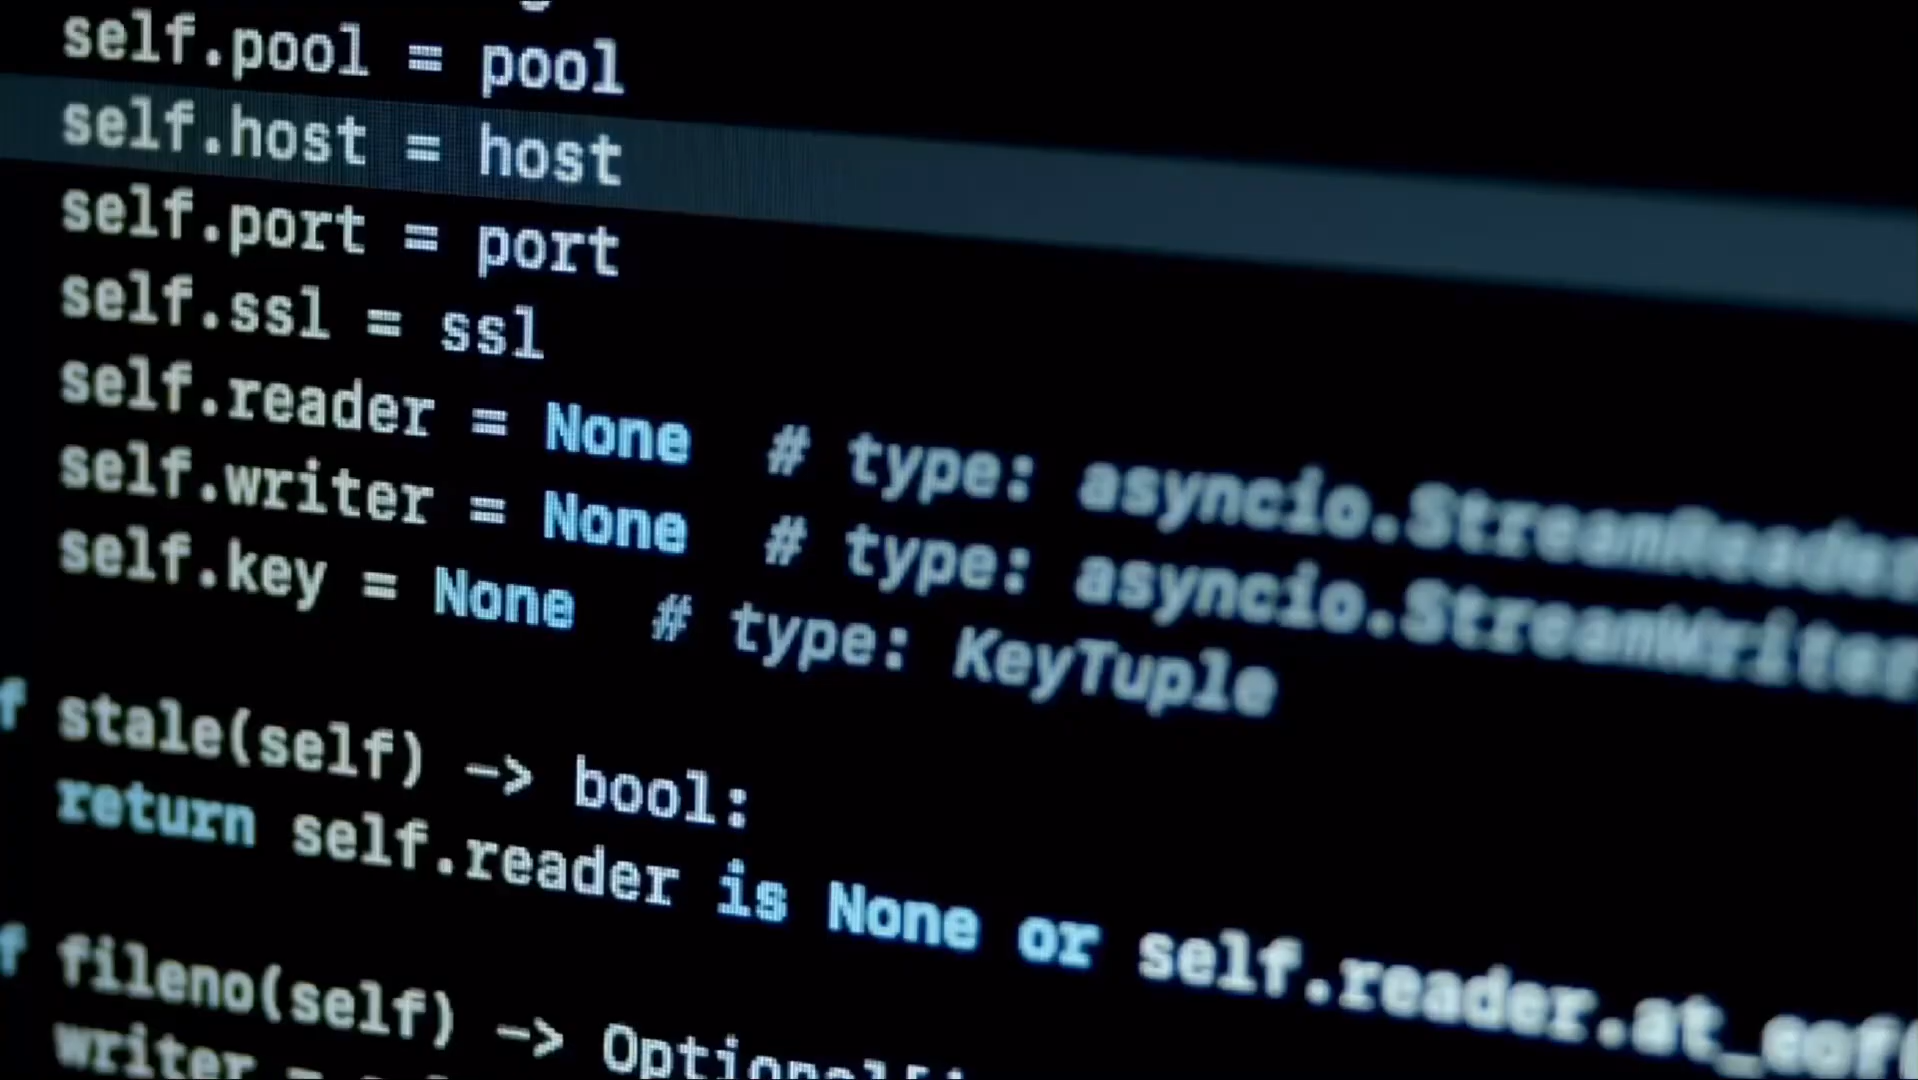 self.pool = pool
self.host = host
self.port = port
self.ssl = ssl
self.reader = None # type: asyncio.StreamReader
self.writer = None # type: asyncio.StreamWriter
self.key = None # type: KeyTuple
f stale(self) -> bool:
return self.reader is None or self.reader.at_eof(
f fileno(self) -> Optional[
writer =